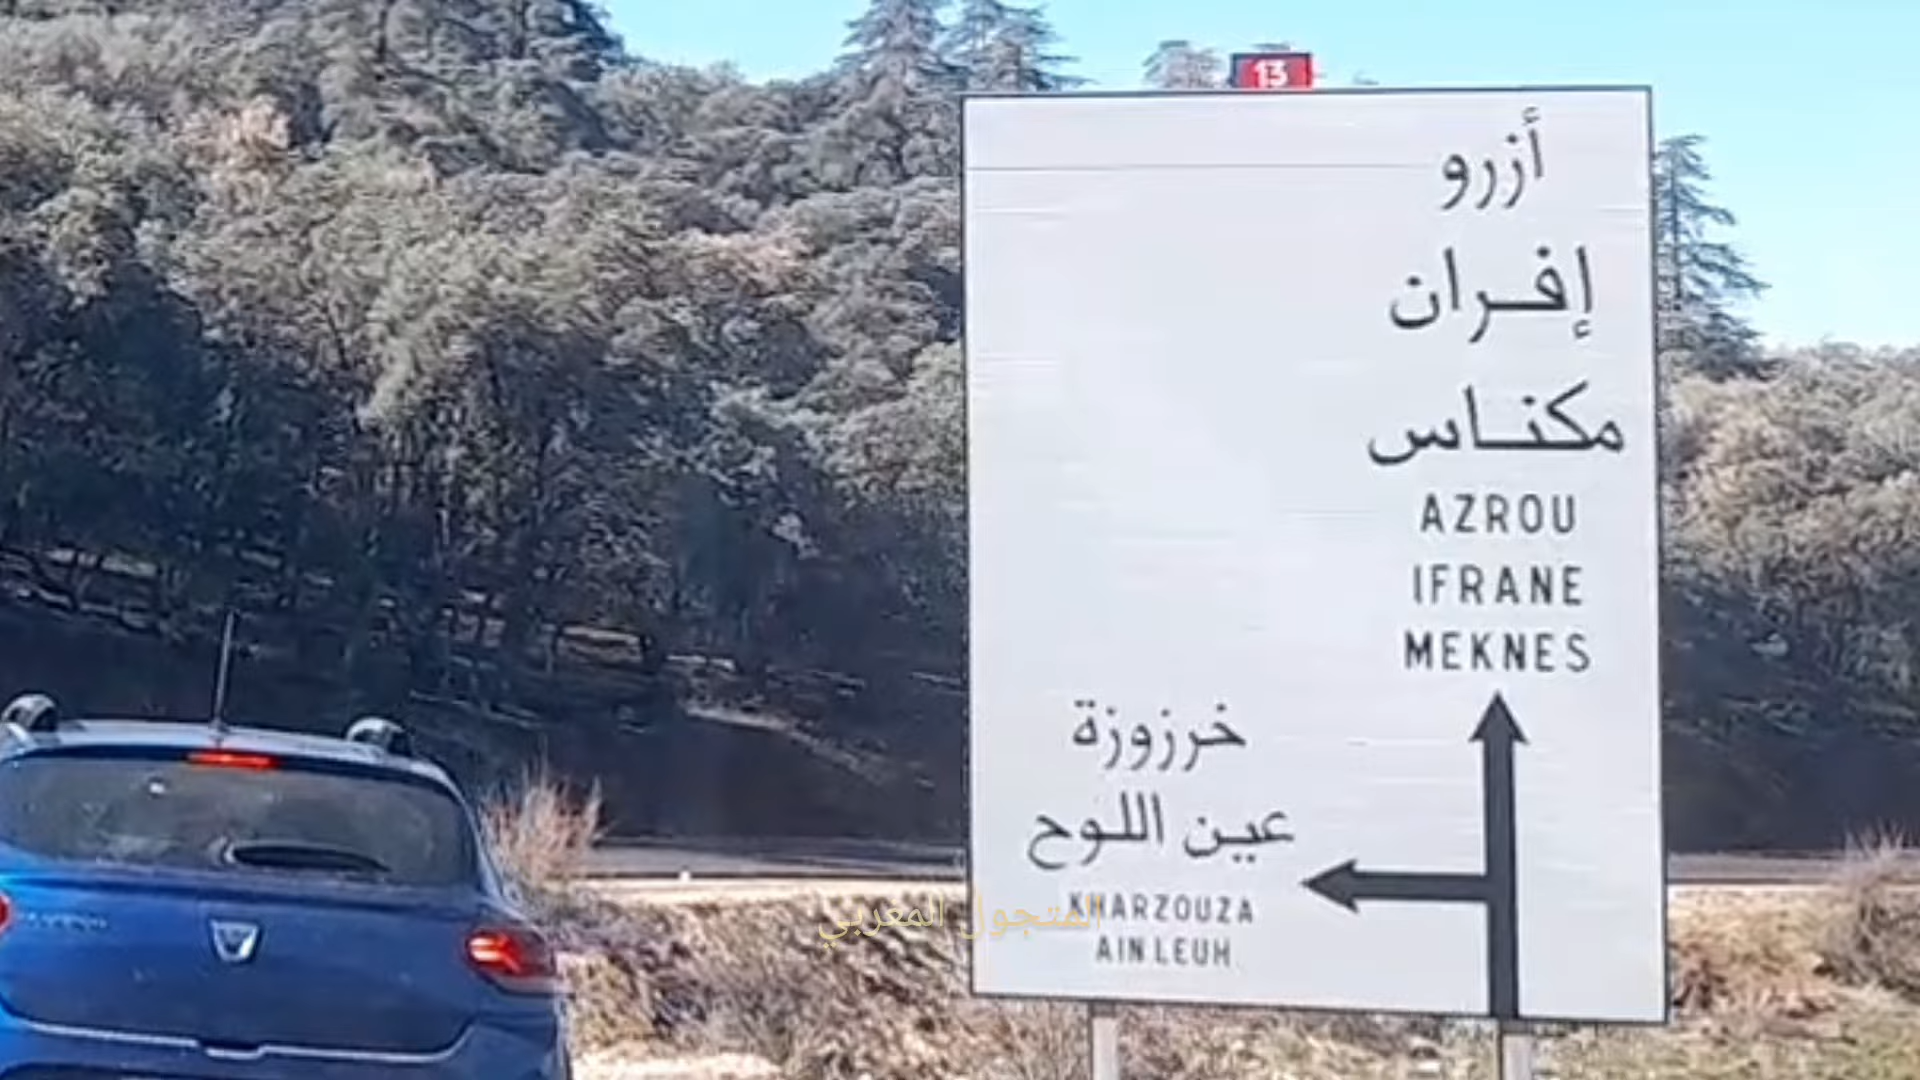 13
أزرو
إفران
مكناس
AZROU
IFRANE
MEKNES
خرزوزة
عين اللوح
KHARZOUZA
AIN LEUH
المتجول المغربي